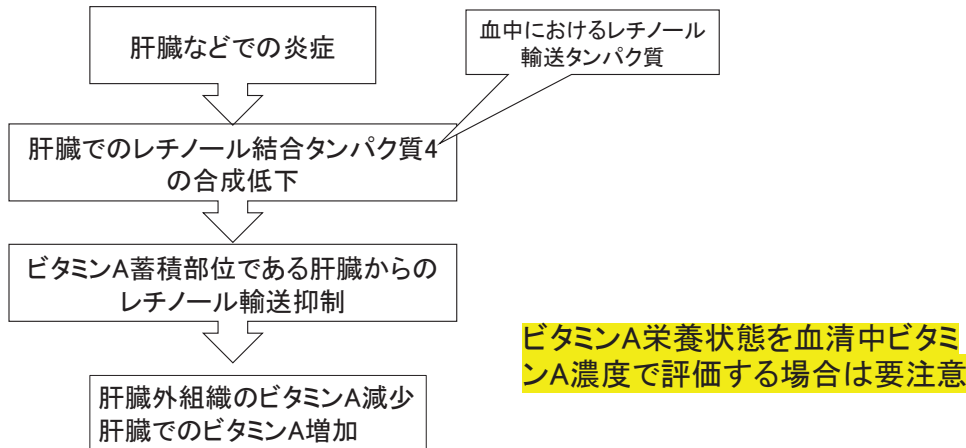 肝臓などでの炎症
血中におけるレチノール
輸送タンパク質
肝臓でのレチノール結合タンパク質4
の合成低下
ビタミンA蓄積部位である肝臓からの
レチノール輸送抑制
ビタミンA栄養状態を血清中ビタミ
ンA濃度で評価する場合は要注意
肝臓外組織のビタミンA減少
肝臓でのビタミンA増加